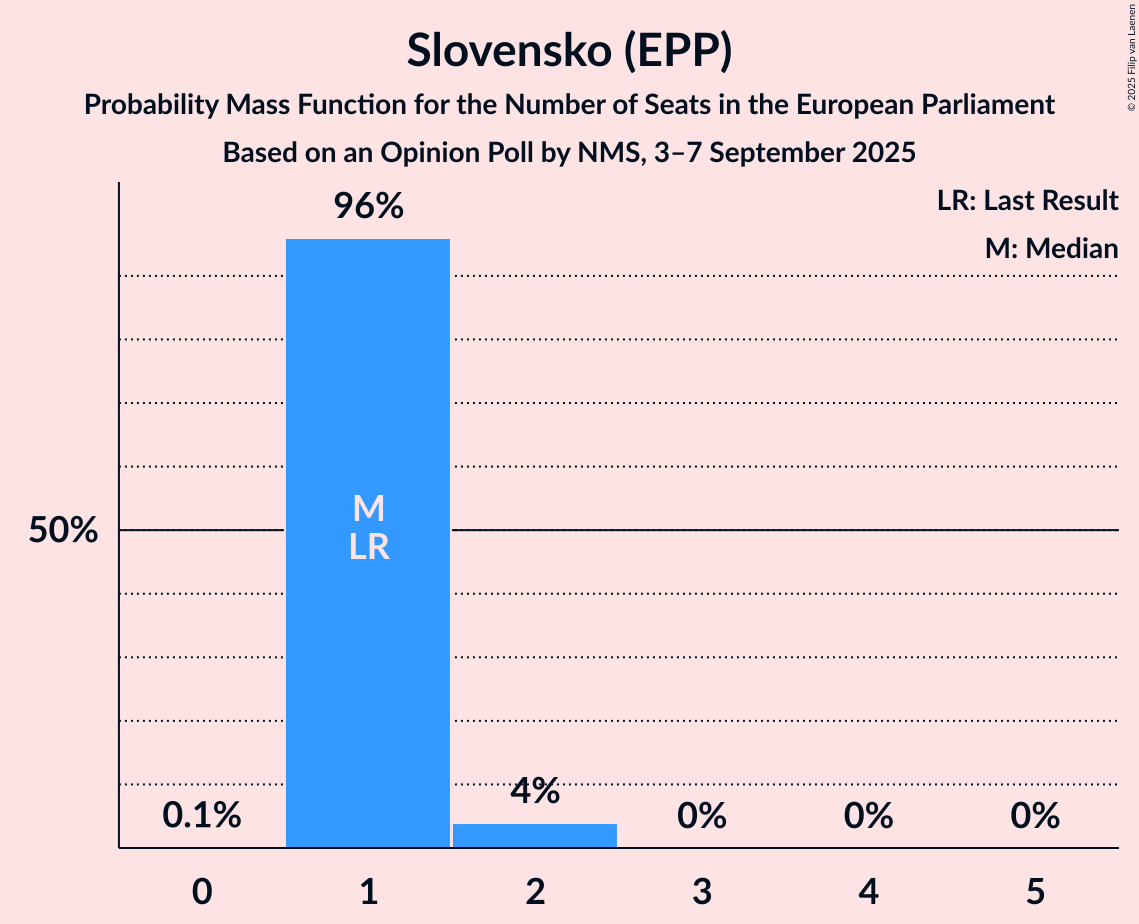 Slovensko (EPP)
Probability Mass Function for the Number of Seats in the European Parliament
Based on an Opinion Poll by NMS, 3–7 September 2025
© 2025 Filip van Laenen
LR: Last Result
M: Median
96%
M
LR
50%
0.1%
4%
0%
0%
0%
0
1
2
3
4
5